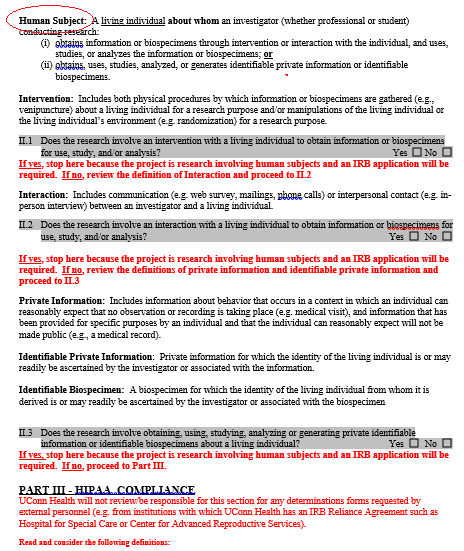 Human Subject: A living individual about whom an investigator (whether professional or student)
conducting research:
(i) obtains information or biospecimens through intervention or interaction with the individual, and uses,
studies, or analyzes the information or biospecimens; or
(ii) obtains, uses, studies, analyzed, or generates identifiable private information or identifiable
biospecimens.
Intervention: Includes both physical procedures by which information or biospecimens are gathered (e.g.,
venipuncture) about a living individual for a research purpose and/or manipulations of the living individual or
the living individual's environment (e.g. randomization) for a research purpose.
II.1 Does the research involve an intervention with a living individual to obtain information or biospecimens
for use, study, and/or analysis? Yes ☐ No ☐
If yes, stop here because the project is research involving human subjects and an IRB application will be
required. If no, review the definition of Interaction and proceed to II.2
Interaction: Includes communication (e.g. web survey, mailings, phone calls) or interpersonal contact (e.g. in-
person interview) between an investigator and a living individual.
II.2 Does the research involve an interaction with a living individual to obtain information or biospecimens for
use, study, and/or analysis? Yes ☐ No ☐
If yes, stop here because the project is research involving human subjects and an IRB application will be
required. If no, review the definitions of private information and identifiable private information and
proceed to II.3
Private Information: Includes information about behavior that occurs in a context in which an individual can
reasonably expect that no observation or recording is taking place (e.g. medical visit), and information that has
been provided for specific purposes by an individual and that the individual can reasonably expect will not be
made public (e.g., a medical record).
Identifiable Private Information: Private information for which the identity of the living individual is or may
readily be ascertained by the investigator or associated with the information.
Identifiable Biospecimen: A biospecimen for which the identity of the living individual from whom it is
derived is or may readily be ascertained by the investigator or associated with the biospecimen
II.3 Does the research involve obtaining, using, studying, analyzing or generating private identifiable
information or identifiable biospecimens about a living individual? Yes ☐ No ☐
If yes, stop here because the project is research involving human subjects and an IRB application will be
required. If no, proceed to Part III.
PART III - HIPAA COMPLIANCE
UConn Health will not review/be responsible for this section for any determinations forms requested by
external personnel (e.g. from institutions with which UConn Health has an IRB Reliance Agreement such as
Hospital for Special Care or Center for Advanced Reproductive Services).
Read and consider the following definitions: